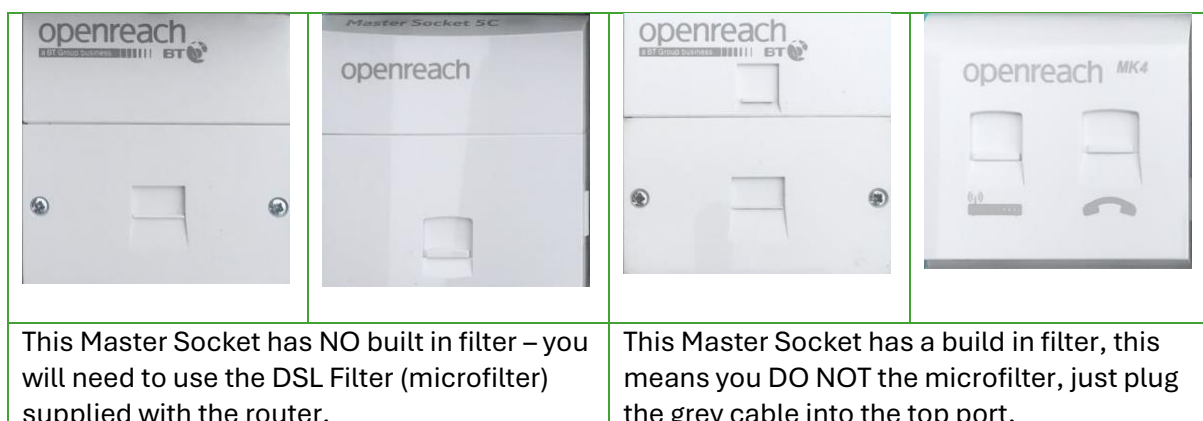 openreach
a BT Group business BT
Master Socket 5C
openreach
openreach
a BT Group business BT
openreach MK4
This Master Socket has NO built in filter – you
will need to use the DSL Filter (microfilter)
supplied with the router.
This Master Socket has a build in filter, this
means you DO NOT the microfilter, just plug
the grey cable into the top port.